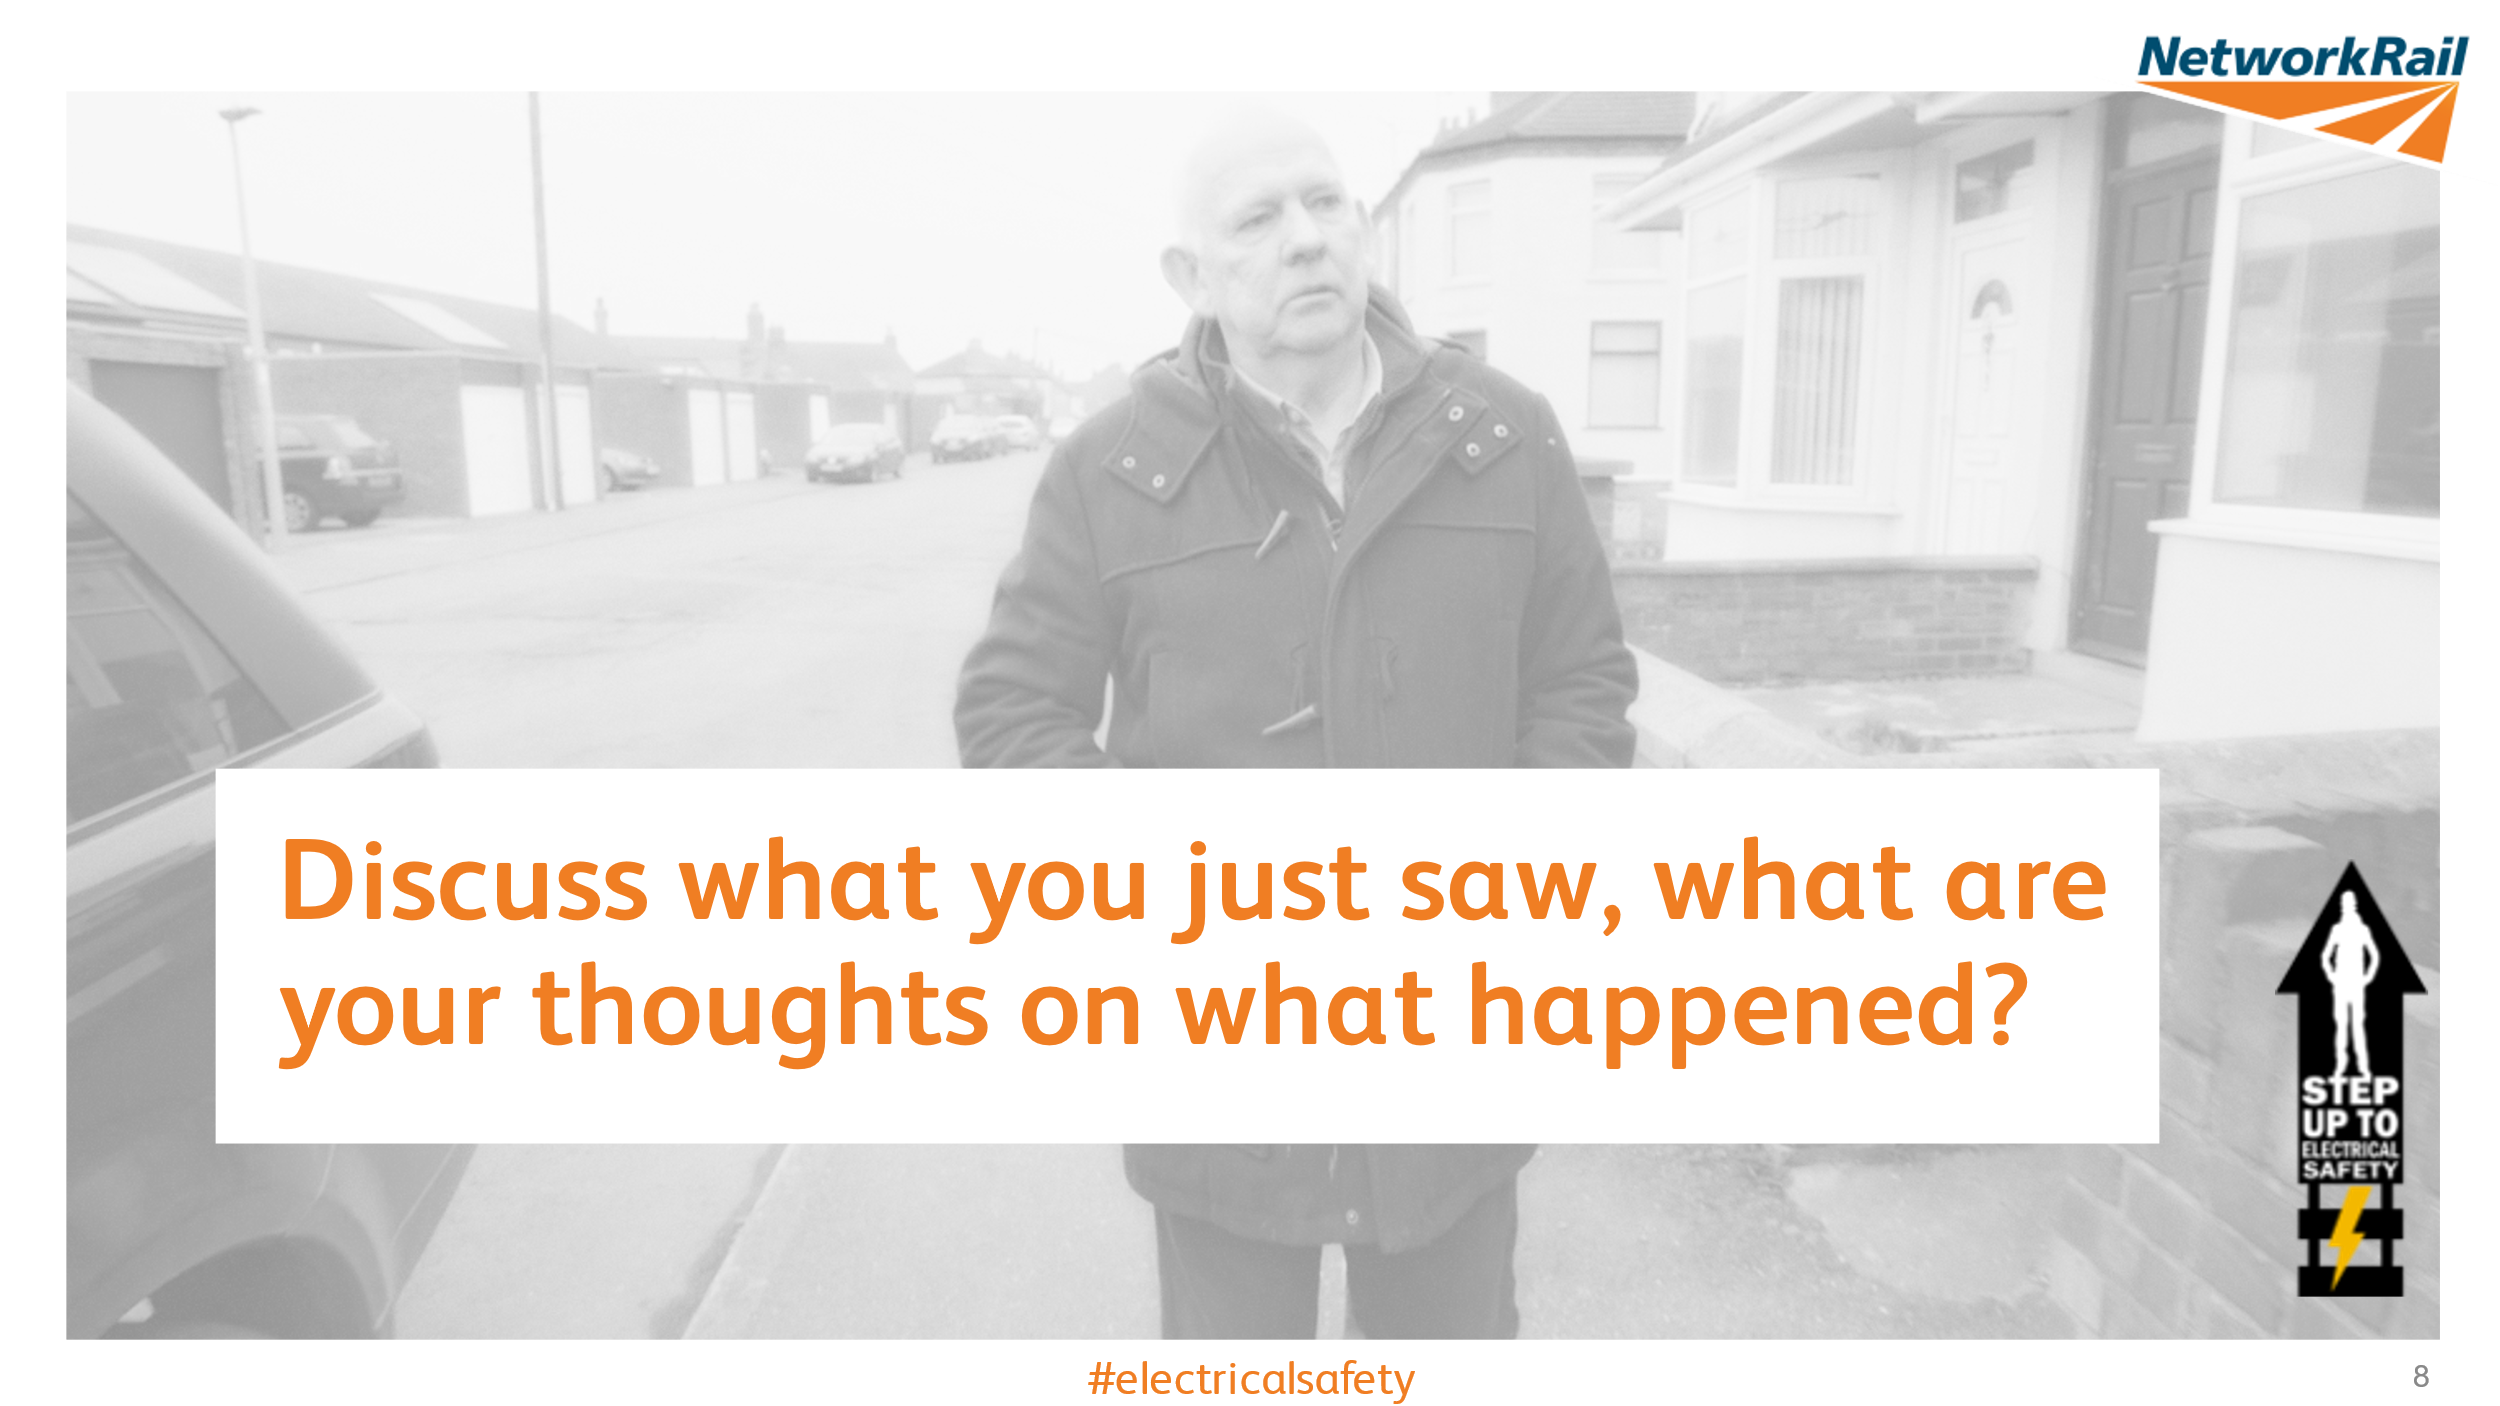 NetworkRail
Discuss what you just saw, what are
your thoughts on what happened?
STEP
UP TO
ELECTRICAL
SAFETY
#electricalsafety
8